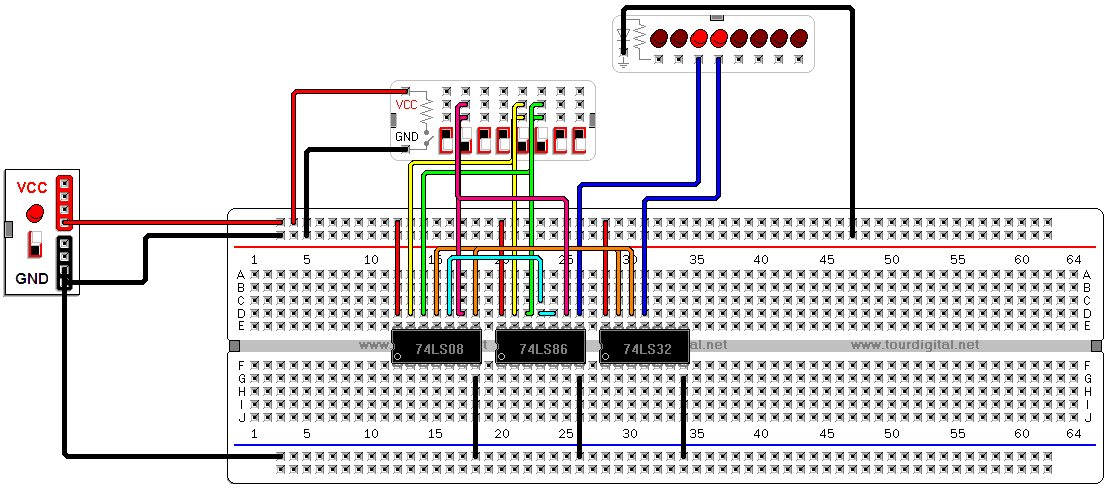 VCC
GND
VCC
GND
1 5 10 15 20 25 30 35 40 45 50 55 60 64
A A
B B
C C
D D
E E
74LS08 74LS86 74LS32
www.tourdigital.net
F F
G G
H H
I I
J J
1 5 10 15 20 25 30 35 40 45 50 55 60 64